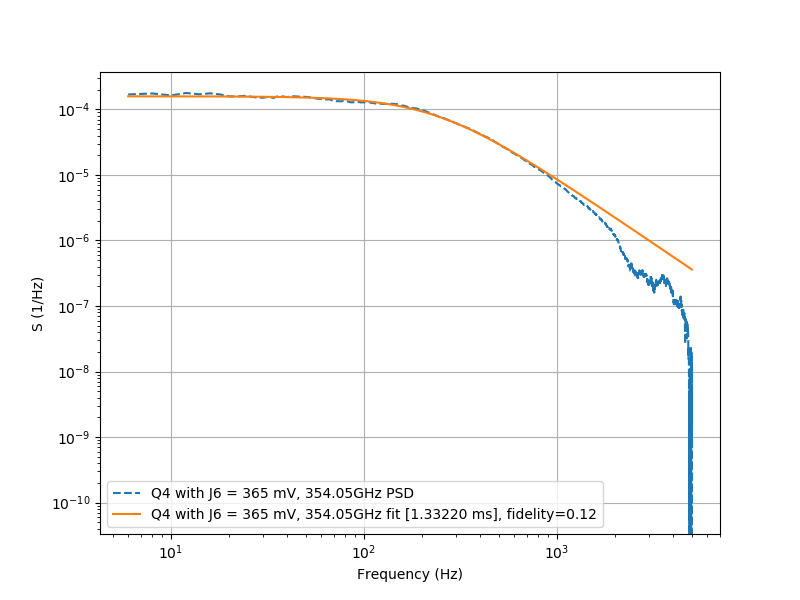 S (1/Hz)
10⁻⁴
10⁻⁵
10⁻⁶
10⁻⁷
10⁻⁸
10⁻⁹
10⁻¹⁰
Q4 with J6 = 365 mV, 354.05GHz PSD
Q4 with J6 = 365 mV, 354.05GHz fit [1.33220 ms], fidelity=0.12
10¹ 10² 10³
Frequency (Hz)